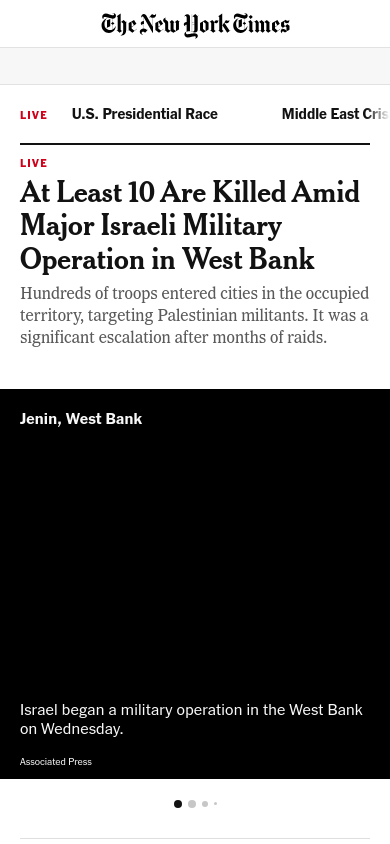 The New York Times
LIVE U.S. Presidential Race Middle East Cris
LIVE
At Least 10 Are Killed Amid
Major Israeli Military
Operation in West Bank
Hundreds of troops entered cities in the occupied
territory, targeting Palestinian militants. It was a
significant escalation after months of raids.
Jenin, West Bank
Israel began a military operation in the West Bank
on Wednesday.
Associated Press